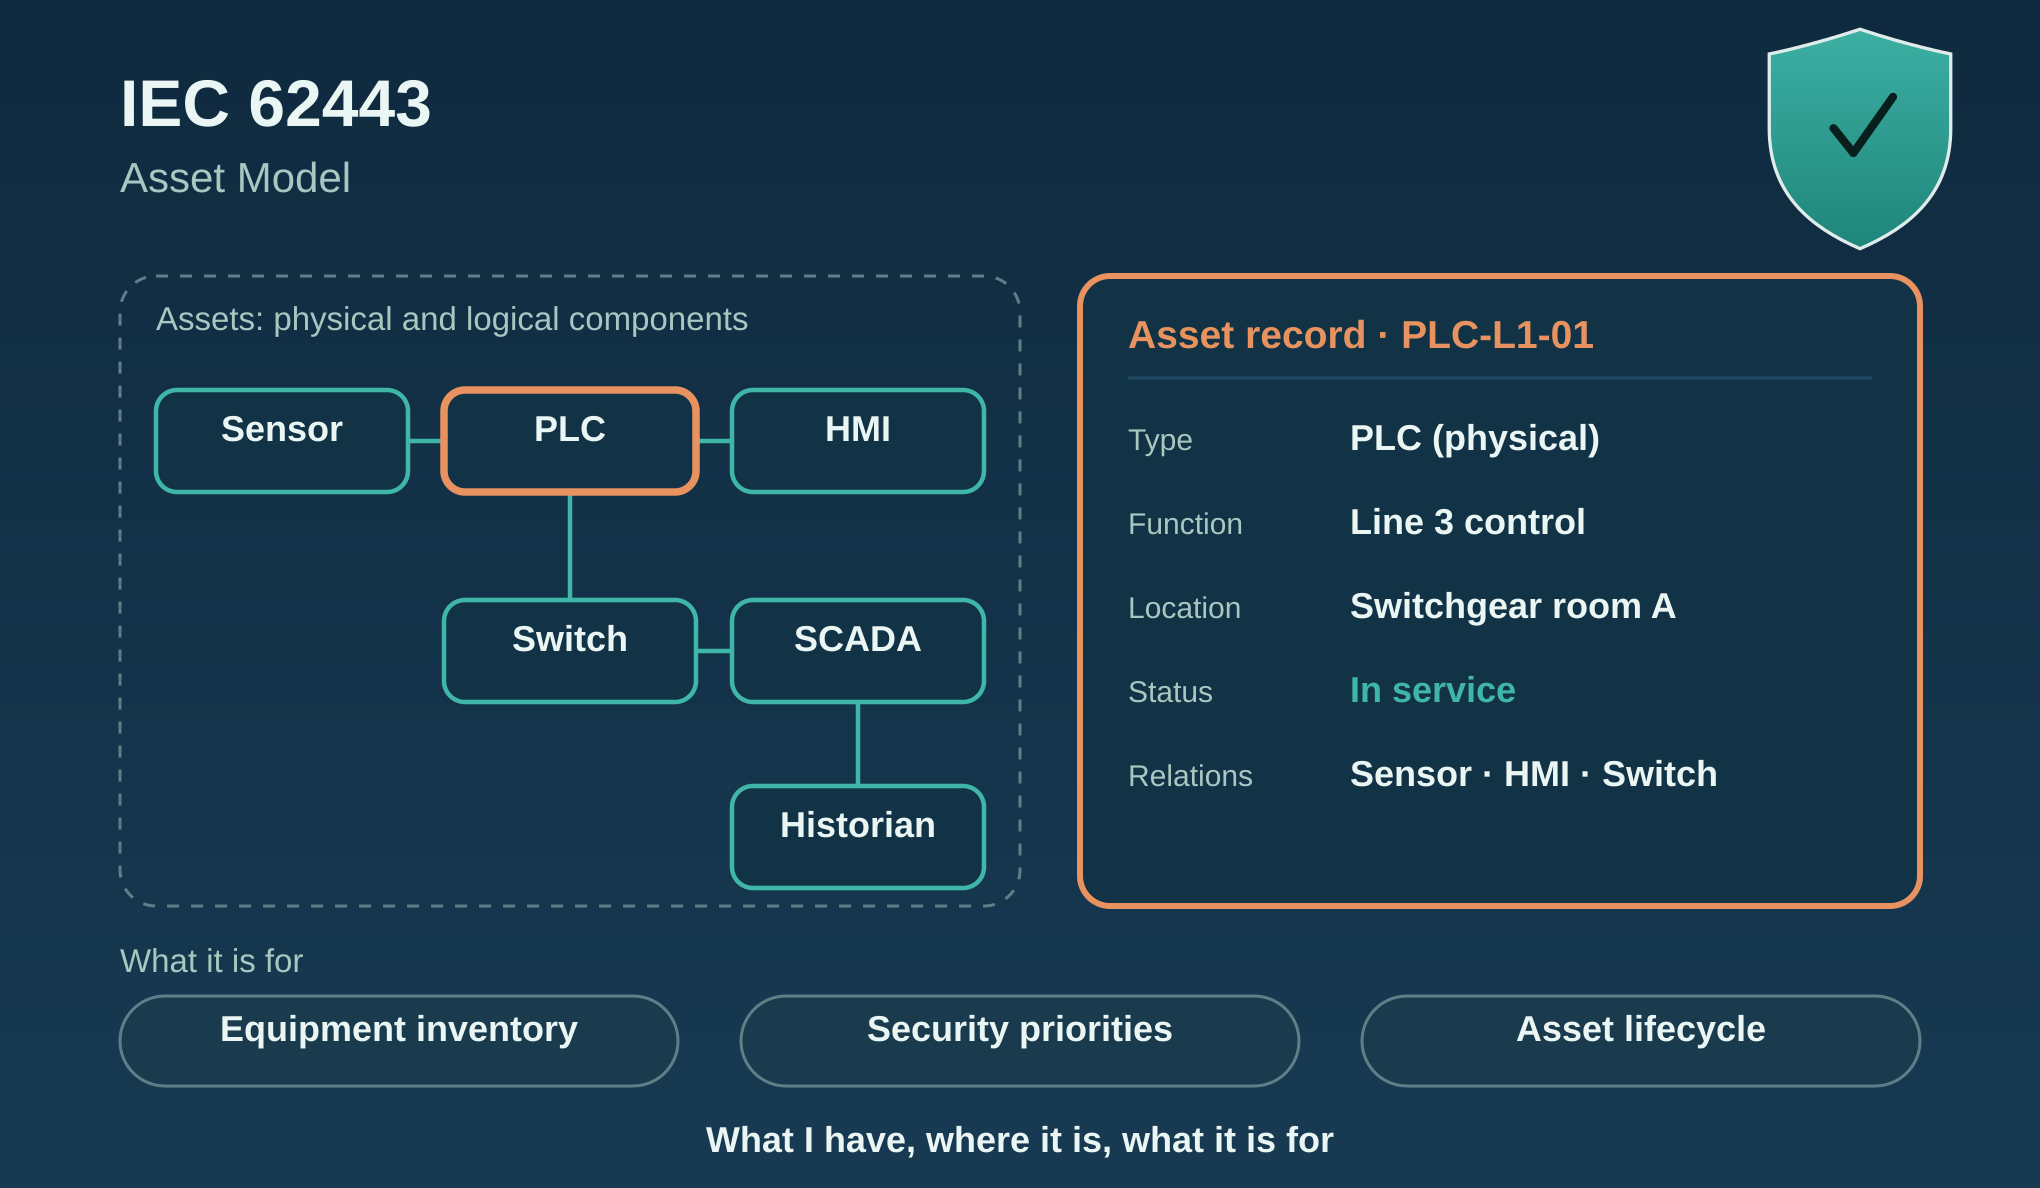 IEC 62443
Asset Model
Assets: physical and logical components
Sensor
PLC
HMI
Switch
SCADA
Historian
Asset record · PLC-L1-01
Type PLC (physical)
Function Line 3 control
Location Switchgear room A
Status In service
Relations Sensor · HMI · Switch
What it is for
Equipment inventory
Security priorities
Asset lifecycle
What I have, where it is, what it is for